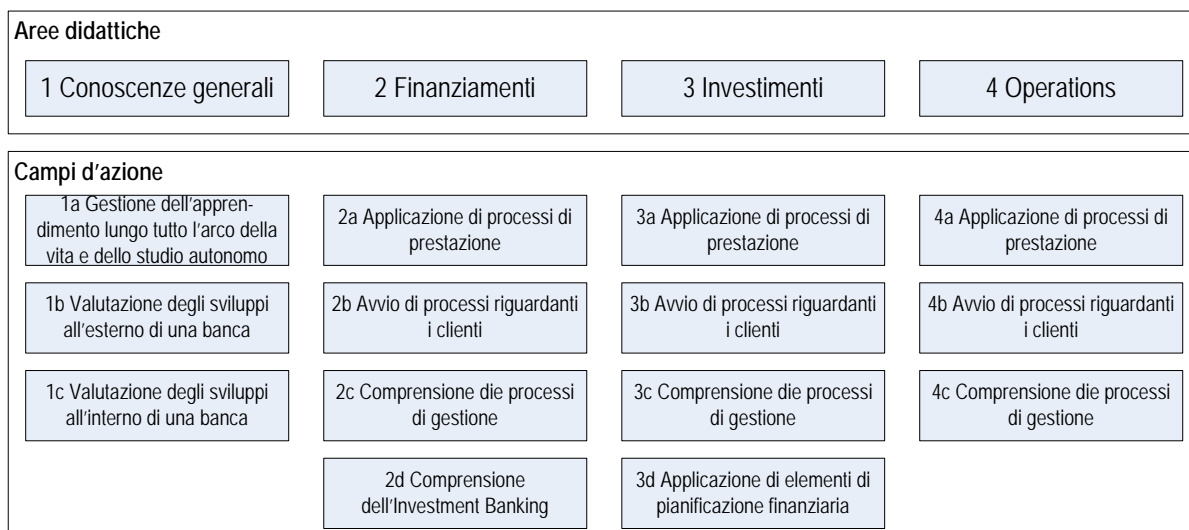 Aree didattiche
1 Conoscenze generali
2 Finanziamenti
3 Investimenti
4 Operations
Campi d'azione
1a Gestione dell'appren-
dimento lungo tutto l'arco della
vita e dello studio autonomo
2a Applicazione di processi di
prestazione
3a Applicazione di processi di
prestazione
4a Applicazione di processi di
prestazione
1b Valutazione degli sviluppi
all'esterno di una banca
2b Avvio di processi riguardanti
i clienti
3b Avvio di processi riguardanti
i clienti
4b Avvio di processi riguardanti
i clienti
1c Valutazione degli sviluppi
all'interno di una banca
2c Comprensione die processi
di gestione
3c Comprensione die processi
di gestione
4c Comprensione die processi
di gestione
2d Comprensione
dell'Investment Banking
3d Applicazione di elementi di
pianificazione finanziaria